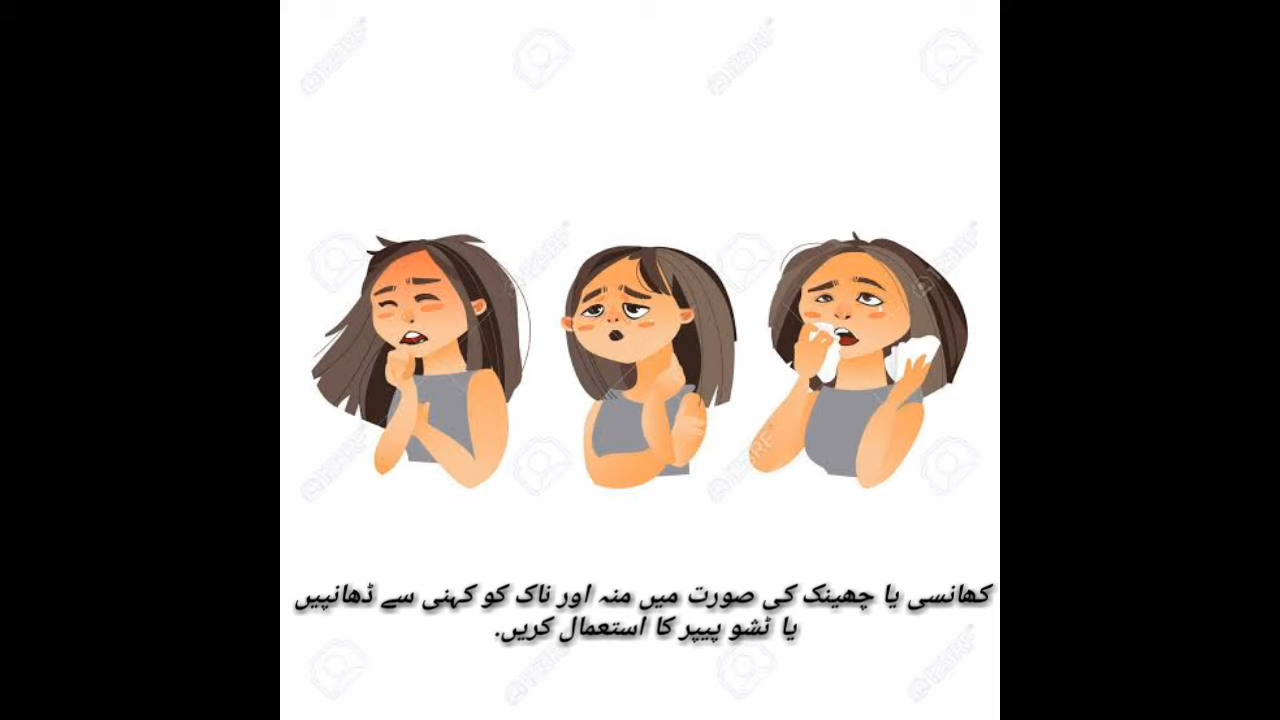 کھانسی یا چھینک کی صورت میں منہ اور ناک کو کہنی سے ڈھانپیں
یا ٹشو پیپر کا استعمال کریں.